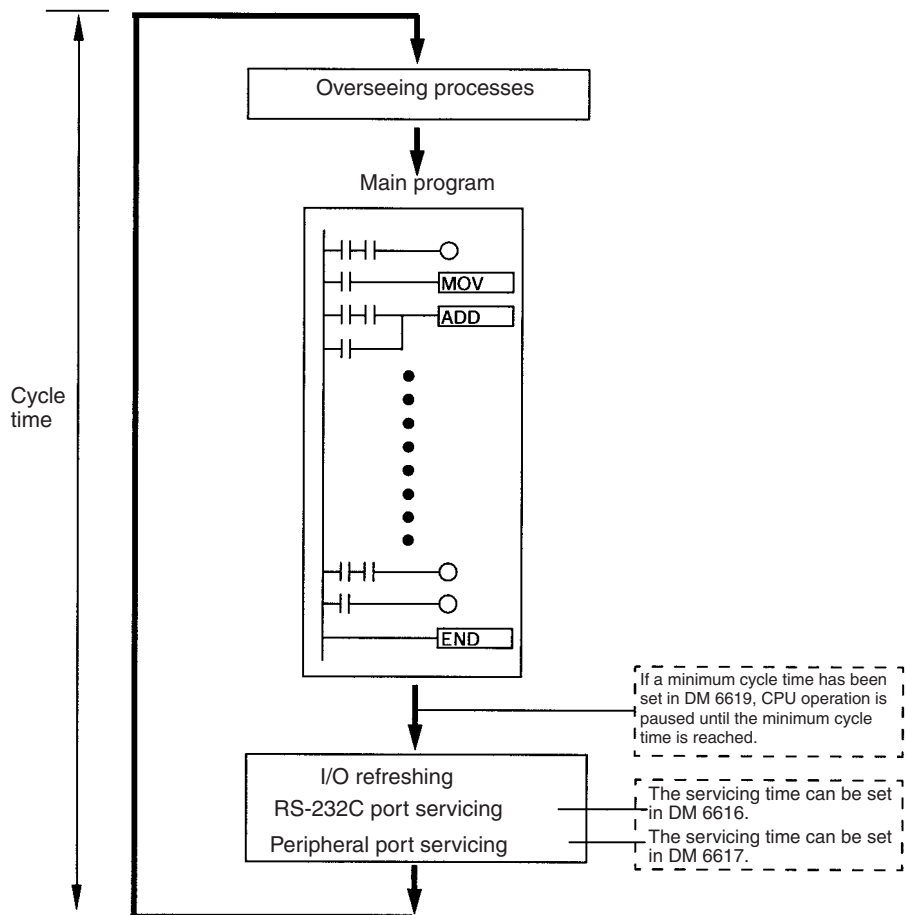 Overseeing processes
Main program
MOV
ADD
Cycle
time
END
If a minimum cycle time has been
set in DM 6619, CPU operation is
paused until the minimum cycle
time is reached.
I/O refreshing
RS-232C port servicing
Peripheral port servicing
The servicing time can be set
in DM 6616.
The servicing time can be set
in DM 6617.